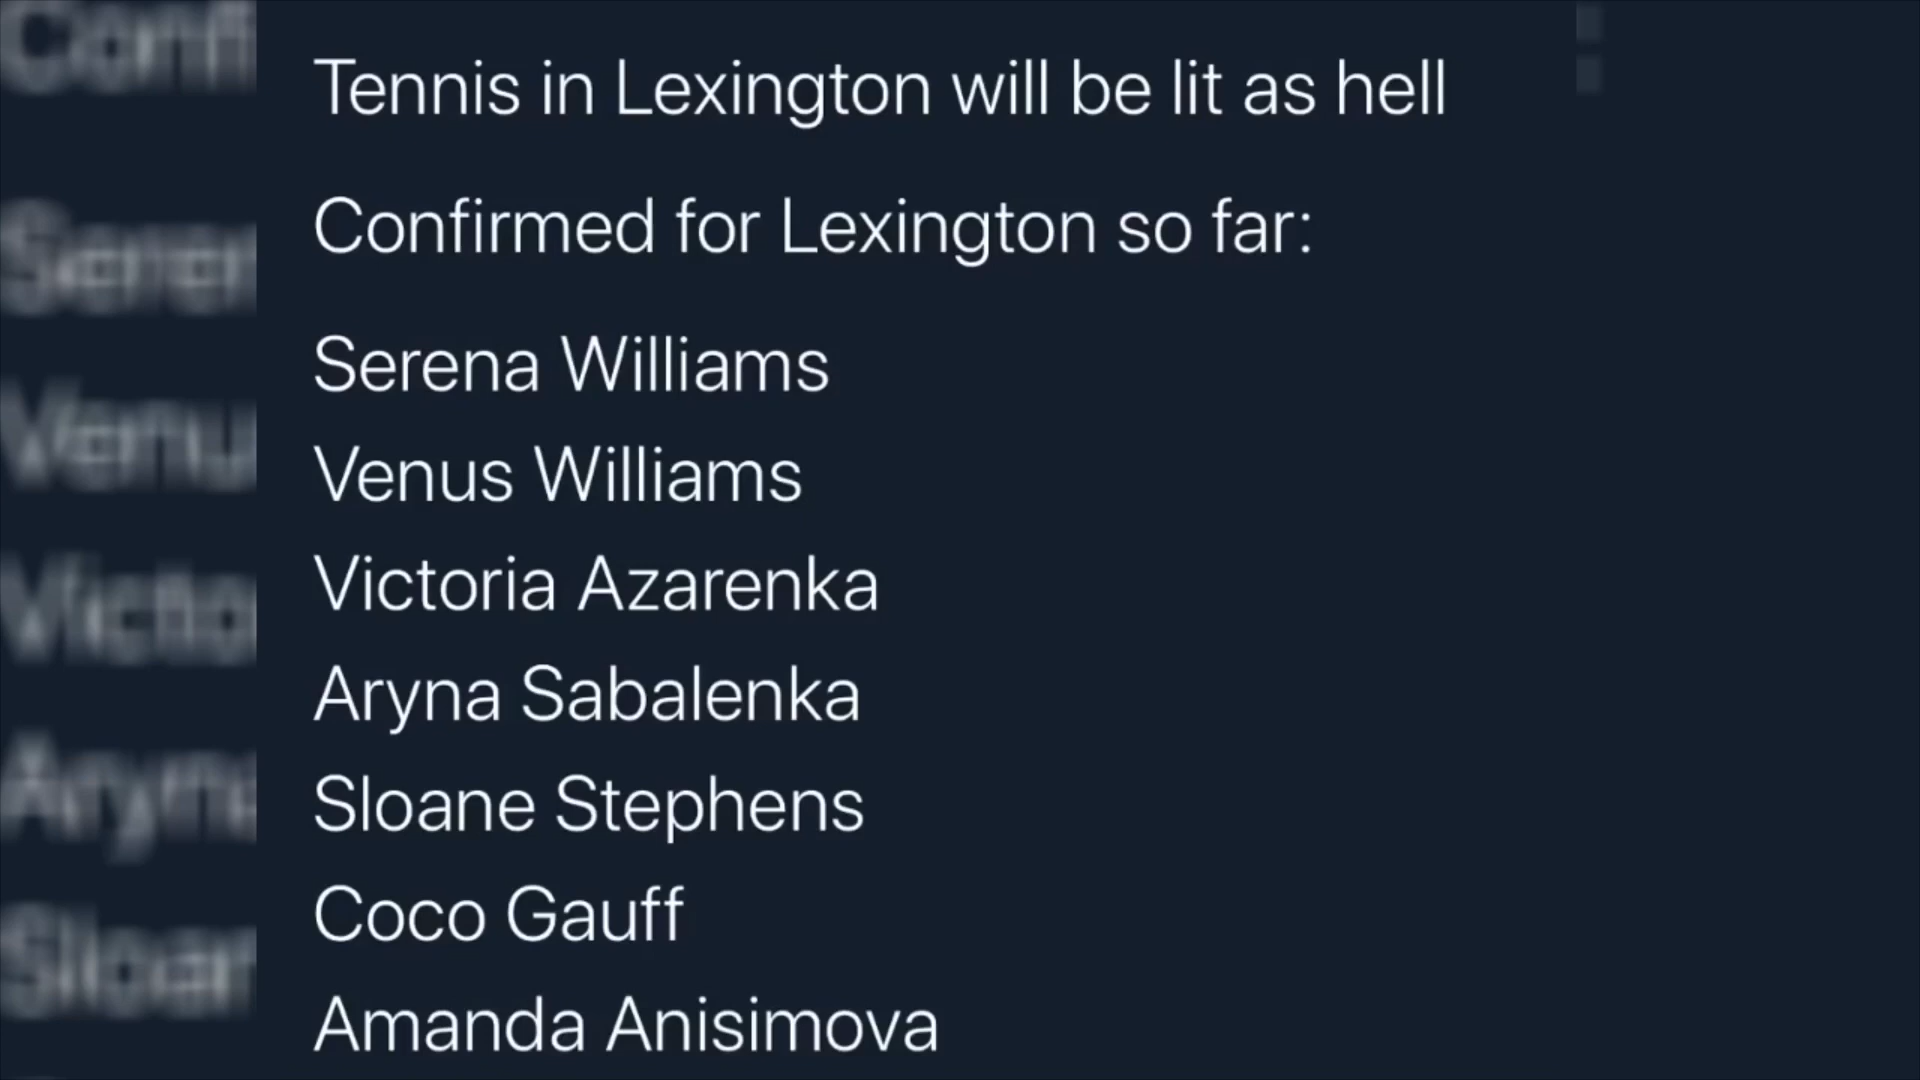 Tennis in Lexington will be lit as hell
Confirmed for Lexington so far:
Serena Williams
Venus Williams
Victoria Azarenka
Aryna Sabalenka
Sloane Stephens
Coco Gauff
Amanda Anisimova